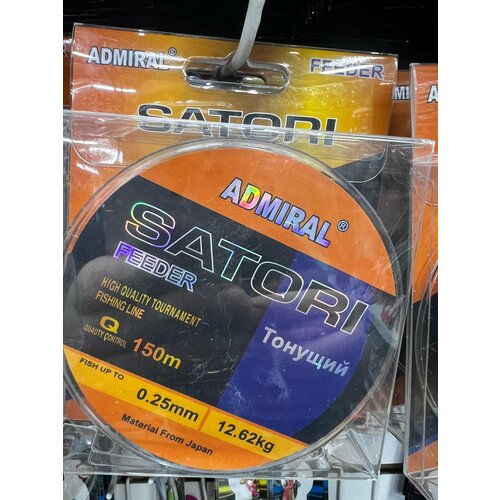 ADMIRAL®
FEEDER
SATORI
ADMIRAL®
SATORI
FEEDER
HIGH QUALITY TOURNAMENT
FISHING LINE
Q
QUALITY CONTROL
150m
Тонущий
FISH UP TO
0.25mm
12.62kg
Material From Japan